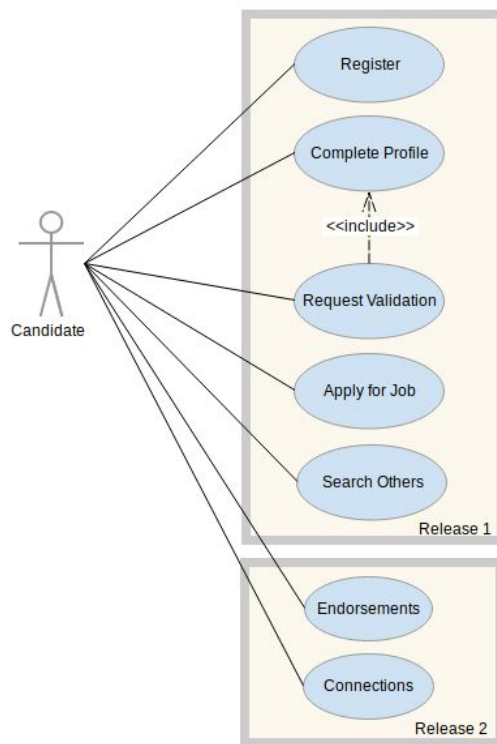 Register
Complete Profile
<<include>>
Candidate
Request Validation
Apply for Job
Search Others
Release 1
Endorsements
Connections
Release 2